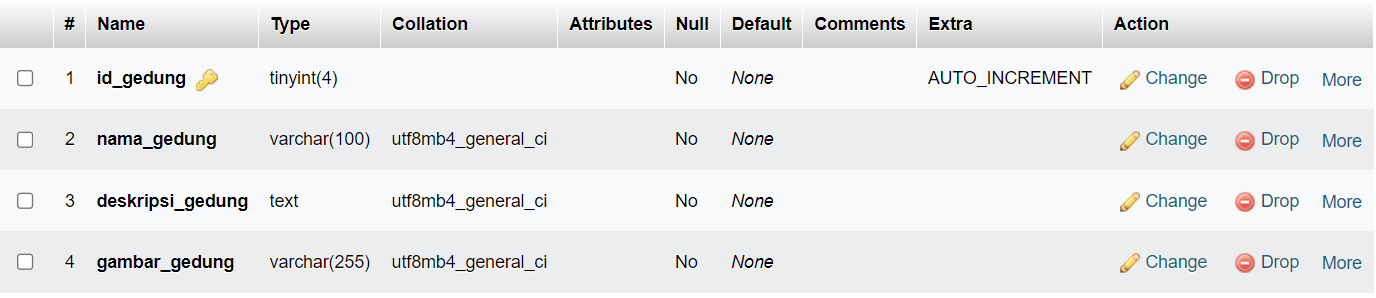 # Name Type Collation Attributes Null Default Comments Extra Action
1 id_gedung tinyint(4) No None AUTO_INCREMENT Change Drop More
2 nama_gedung varchar(100) utf8mb4_general_ci No None Change Drop More
3 deskripsi_gedung text utf8mb4_general_ci No None Change Drop More
4 gambar_gedung varchar(255) utf8mb4_general_ci No None Change Drop More